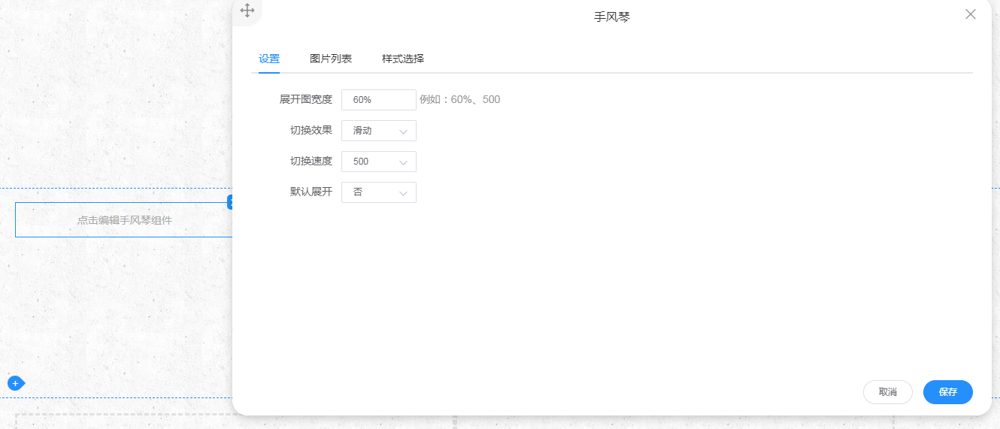 手风琴
设置 图片列表 样式选择
展开图宽度 60% 例如：60%、500
切换效果 滑动
切换速度 500
默认展开 否
点击编辑手风琴组件
取消 保存